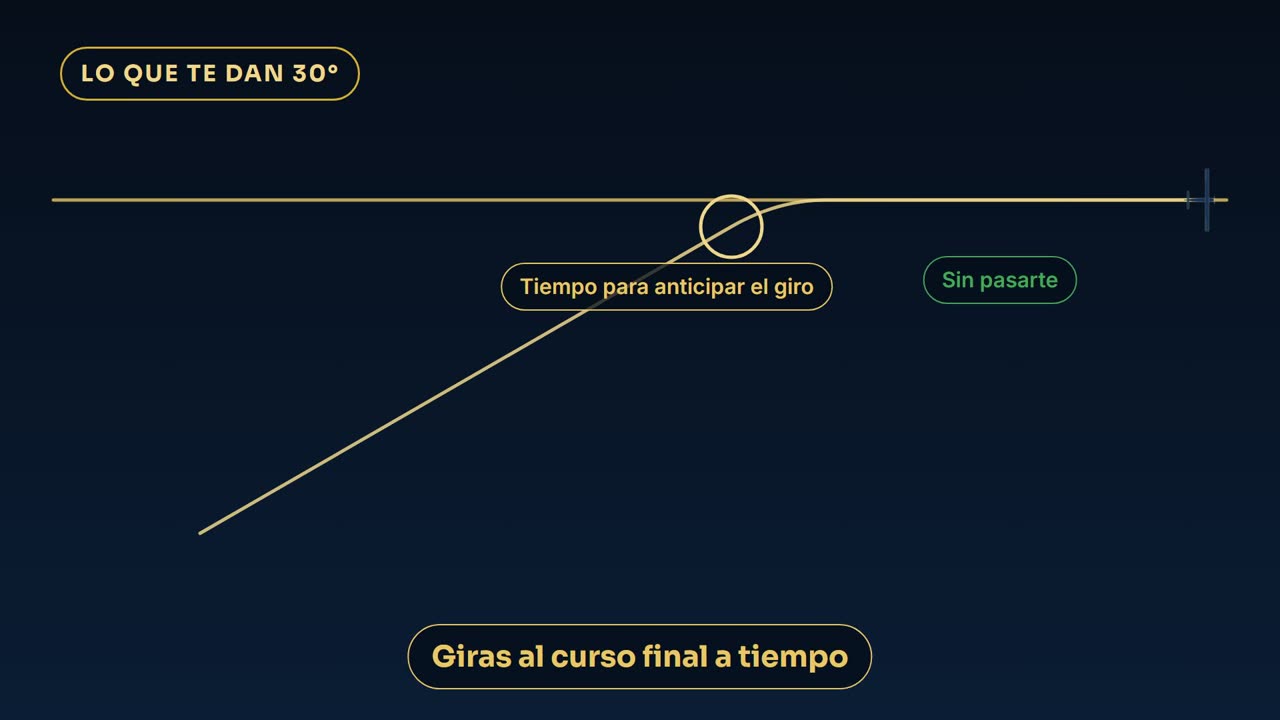 LO QUE TE DAN 30°
Tiempo para anticipar el giro
Sin pasarte
Giras al curso final a tiempo